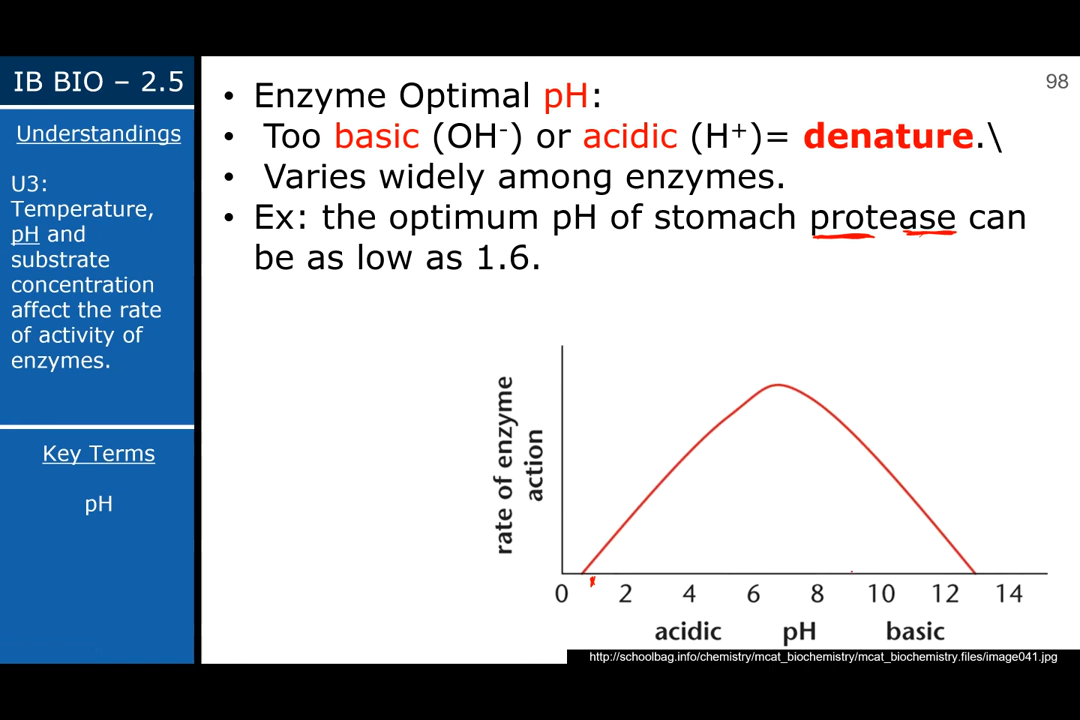 IB BIO – 2.5
Understandings
U3:
Temperature,
pH and
substrate
concentration
affect the rate
of activity of
enzymes.
Key Terms
pH
98
• Enzyme Optimal pH:
• Too basic (OH⁻) or acidic (H⁺)= denature.\
• Varies widely among enzymes.
• Ex: the optimum pH of stomach protease can
be as low as 1.6.
rate of enzyme
action
0 2 4 6 8 10 12 14
acidic pH basic
http://schoolbag.info/chemistry/mcat_biochemistry/mcat_biochemistry.files/image041.jpg